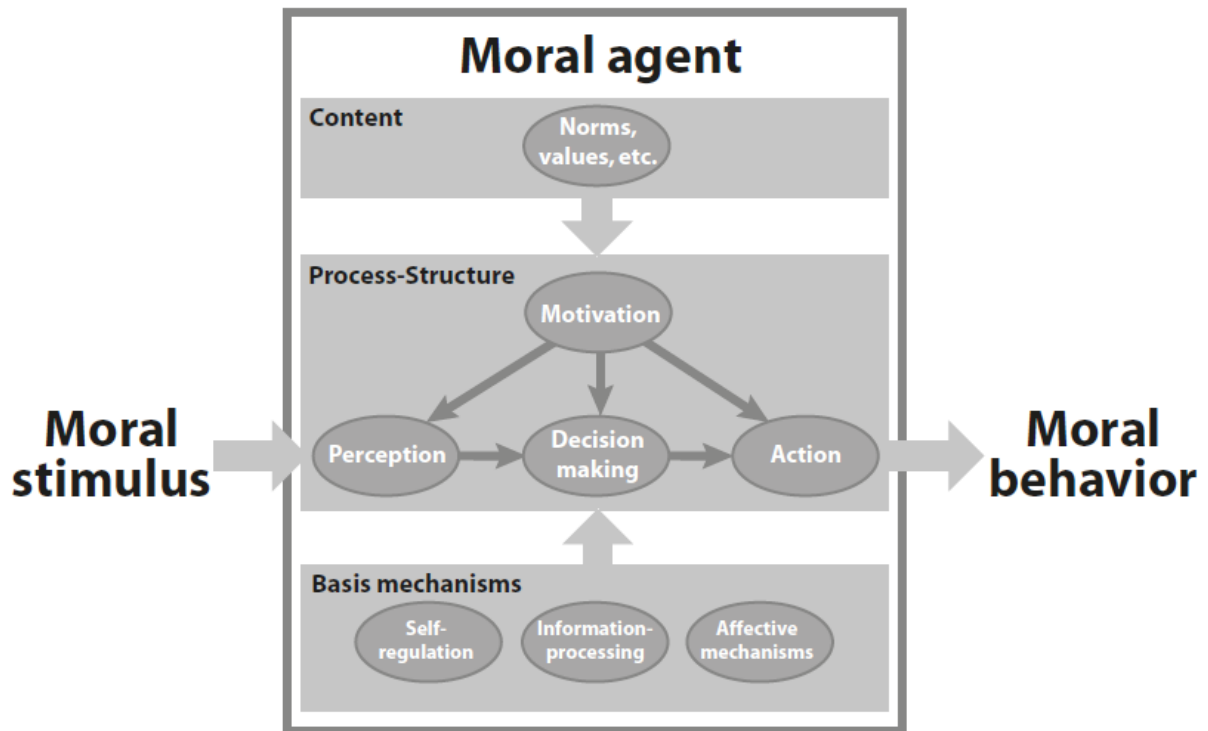 Moral agent
Content
Norms,
values, etc.
Process-Structure
Motivation
Moral
stimulus
Perception
Decision
making
Action
Moral
behavior
Basis mechanisms
Self-
regulation
Information-
processing
Affective
mechanisms